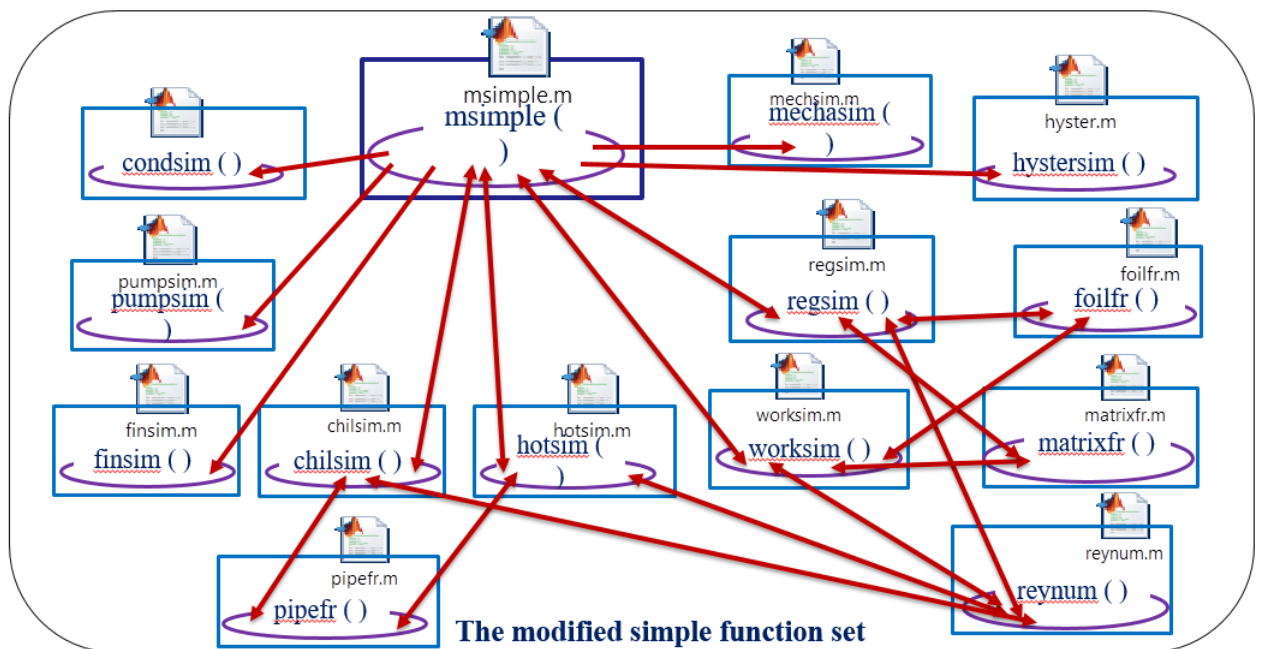 msimple.m
msimple (
)
condsim ( )
mechsim.m
mechasim (
)
hyster.m
hystersim ( )
pumpsim.m
pumpsim (
)
regsim.m
regsim ( )
foilfr.m
foilfr ( )
finsim.m
finsim ( )
chilsim.m
chilsim ( )
hotsim.m
hotsim (
)
worksim.m
worksim ( )
matrixfr.m
matrixfr ( )
pipefr.m
pipefr ( )
reynum.m
reynum ( )
The modified simple function set